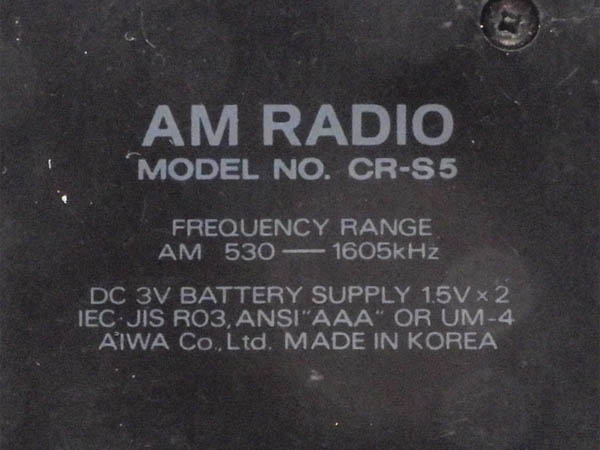 AM RADIO
MODEL NO. CR-S5
FREQUENCY RANGE
AM 530 — 1605kHz
DC 3V BATTERY SUPPLY 1.5V × 2
IEC·JIS R03, ANSI "AAA" OR UM-4
AIWA Co., Ltd. MADE IN KOREA